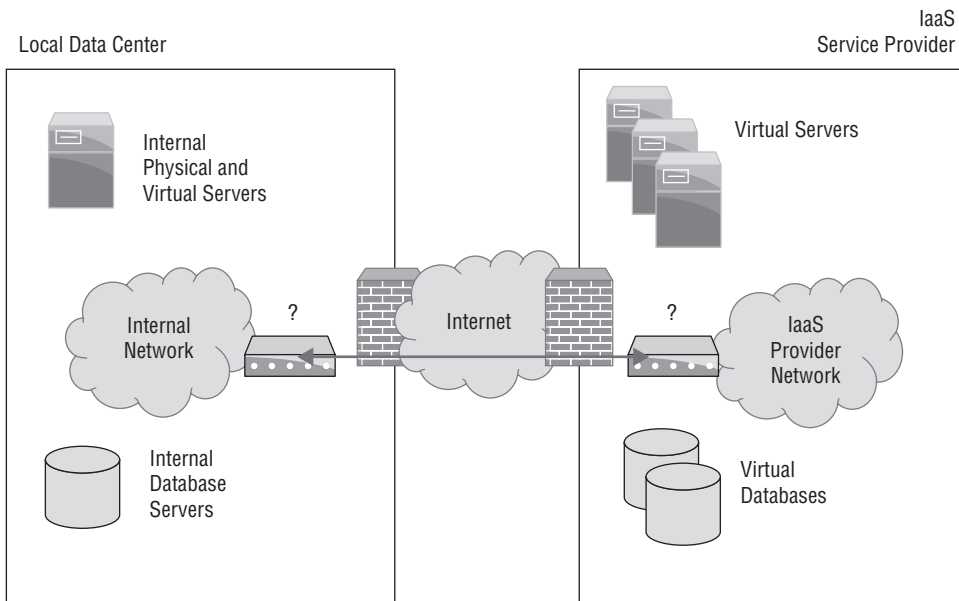 IaaS
Service Provider
Local Data Center
Internal
Physical and
Virtual Servers
Virtual Servers
?
?
Internal
Network
Internet
IaaS
Provider
Network
Internal
Database
Servers
Virtual
Databases